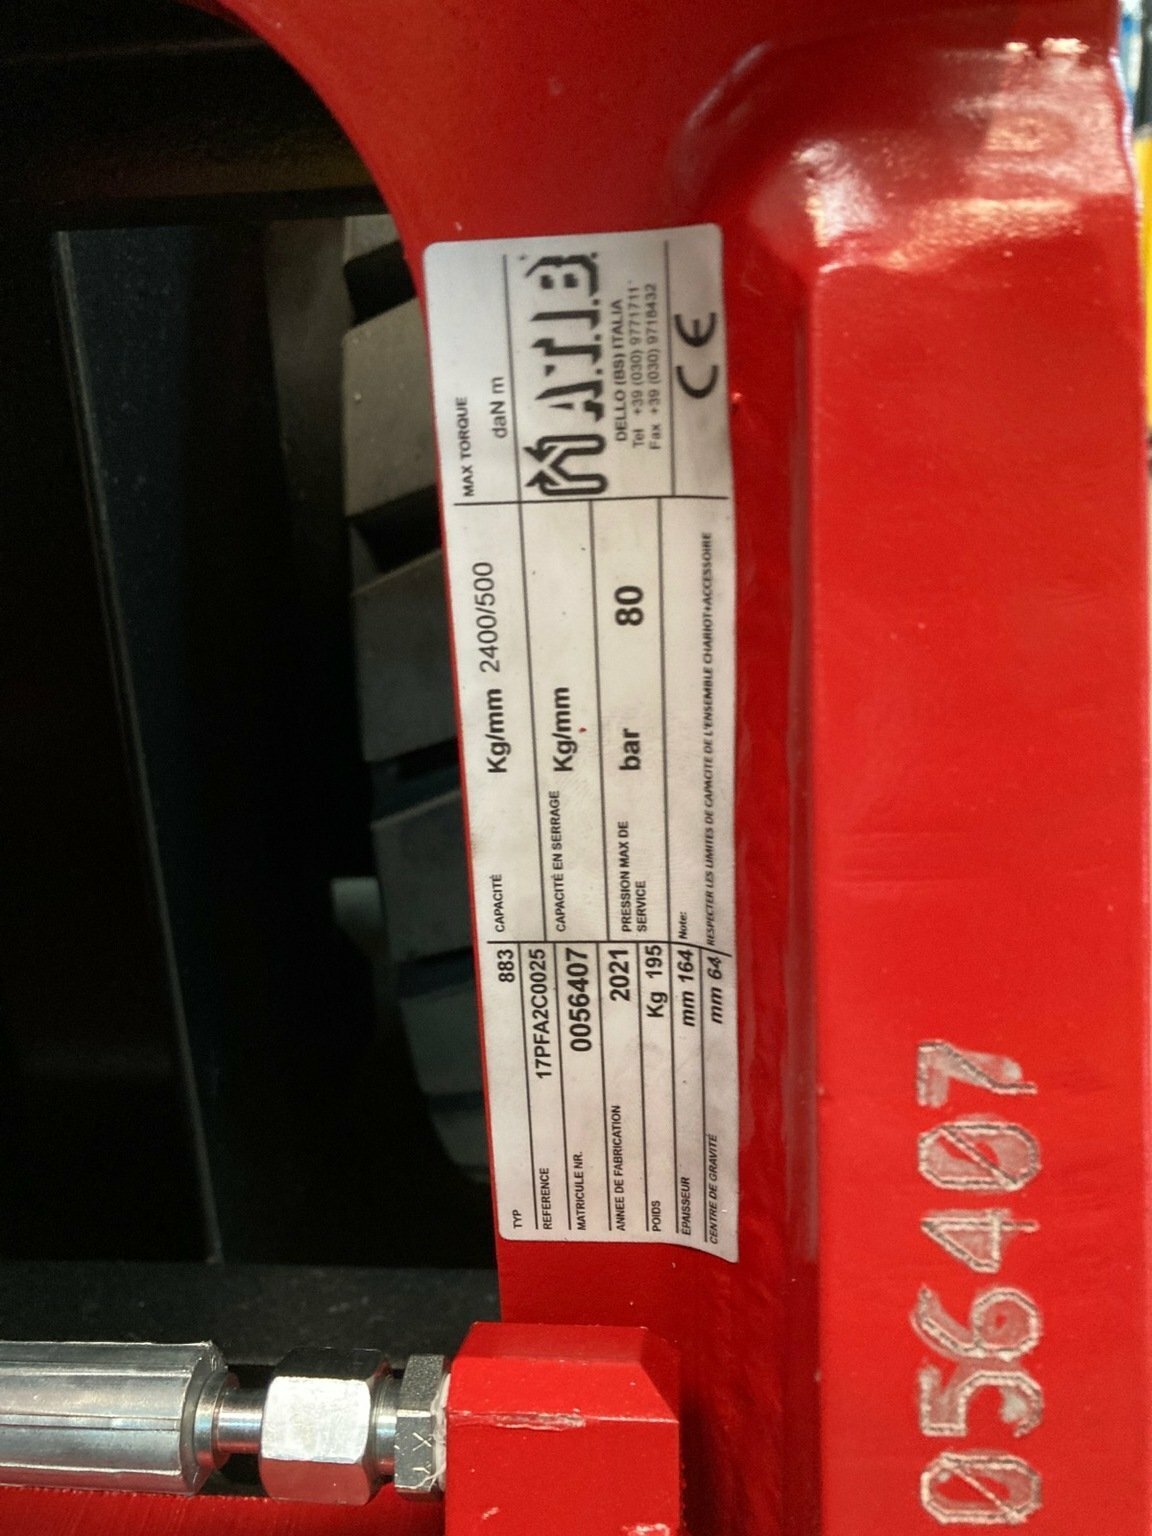 TYP 883
REFERENCE 17PFA2C0025
MATRICULE NR. 0056407
ANNEE DE FABRICATION 2021
POIDS Kg 195
ÉPAISSEUR mm 164
CENTRE DE GRAVITÉ mm 64
CAPACITÉ Kg/mm 2400/500
CAPACITÉ EN SERRAGE Kg/mm
PRESSION MAX DE
SERVICE bar 80
Note:
RESPECTER LES LIMITES DE CAPACITE DE L'ENSEMBLE CHARIOT+ACCESSOIRE
MAX TORQUE
daN m
M A.T.I.B
DELLO (BS) ITALIA
Tel +39 (030) 9771711
Fax +39 (030) 9718432
CE
056407